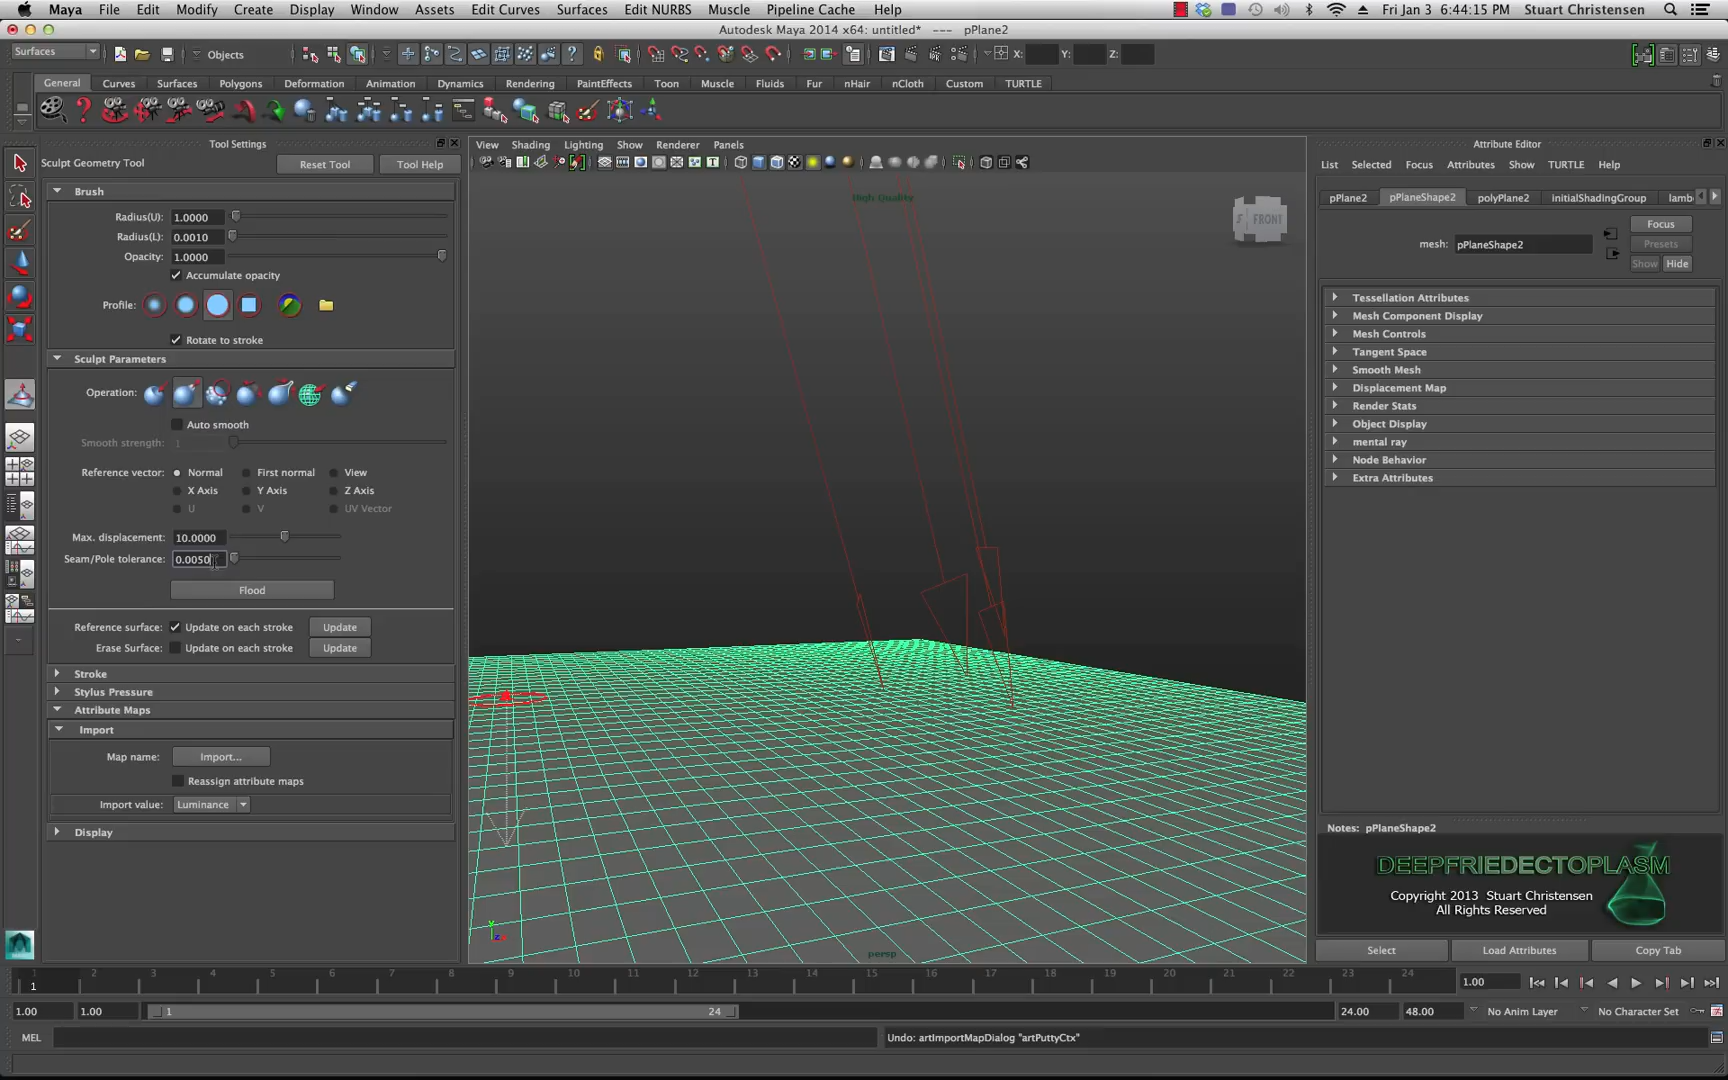 Maya File Edit Modify Create Display Window Assets Edit Curves Surfaces Edit NURBS Muscle Pipeline Cache Help Fri Jan 3 6:44:15 PM Stuart Christensen
Autodesk Maya 2014 x64: untitled* --- pPlane2
Surfaces Objects X: Y: Z:
General Curves Surfaces Polygons Deformation Animation Dynamics Rendering PaintEffects Toon Muscle Fluids Fur nHair nCloth Custom TURTLE
Tool Settings
Sculpt Geometry Tool Reset Tool Tool Help
Brush
Radius(U): 1.0000
Radius(L): 0.0010
Opacity: 1.0000
Accumulate opacity
Profile:
Rotate to stroke
Sculpt Parameters
Operation:
Auto smooth
Smooth strength: 1
Reference vector: Normal First normal View
X Axis Y Axis Z Axis
U V UV Vector
Max. displacement: 10.0000
Seam/Pole tolerance: 0.0050
Flood
Reference surface: Update on each stroke Update
Erase Surface: Update on each stroke Update
Stroke
Stylus Pressure
Attribute Maps
Import
Map name: Import...
Reassign attribute maps
Import value: Luminance
Display
View Shading Lighting Show Renderer Panels
High Quality
S FRONT
persp
Attribute Editor
List Selected Focus Attributes Show TURTLE Help
pPlane2 pPlaneShape2 polyPlane2 initialShadingGroup lamb
Focus
mesh: pPlaneShape2 Presets
Show Hide
Tessellation Attributes
Mesh Component Display
Mesh Controls
Tangent Space
Smooth Mesh
Displacement Map
Render Stats
Object Display
mental ray
Node Behavior
Extra Attributes
Notes: pPlaneShape2
DEEPFRIEDECTOPLASM
Copyright 2013 Stuart Christensen
All Rights Reserved
Select Load Attributes Copy Tab
1 2 3 4 5 6 7 8 9 10 11 12 13 14 15 16 17 18 19 20 21 22 23 24
1 1.00
1.00 1.00 1 24 24.00 48.00 No Anim Layer No Character Set
MEL Undo: artImportMapDialog "artPuttyCtx"